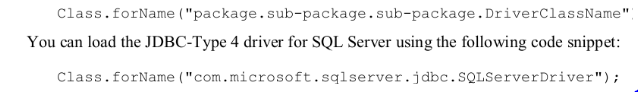 Class.forName("package.sub-package.sub-package.DriverClassName"
You can load the JDBC-Type 4 driver for SQL Server using the following code snippet:
Class.forName("com.microsoft.sqlserver.jdbc.SQLServerDriver");